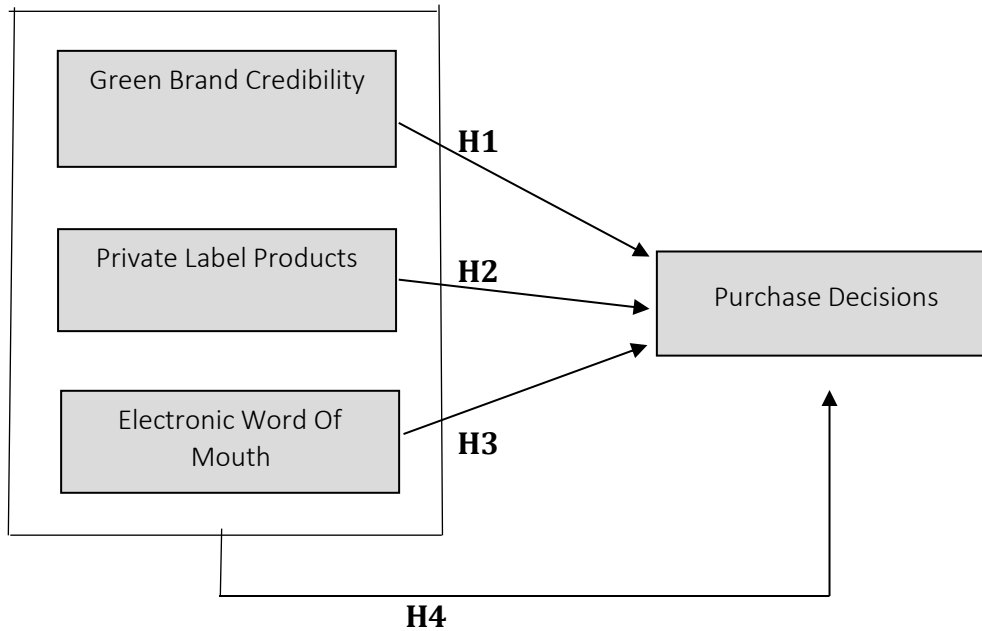 Green Brand Credibility
H1
Private Label Products
H2
Purchase Decisions
Electronic Word Of
Mouth
H3
H4